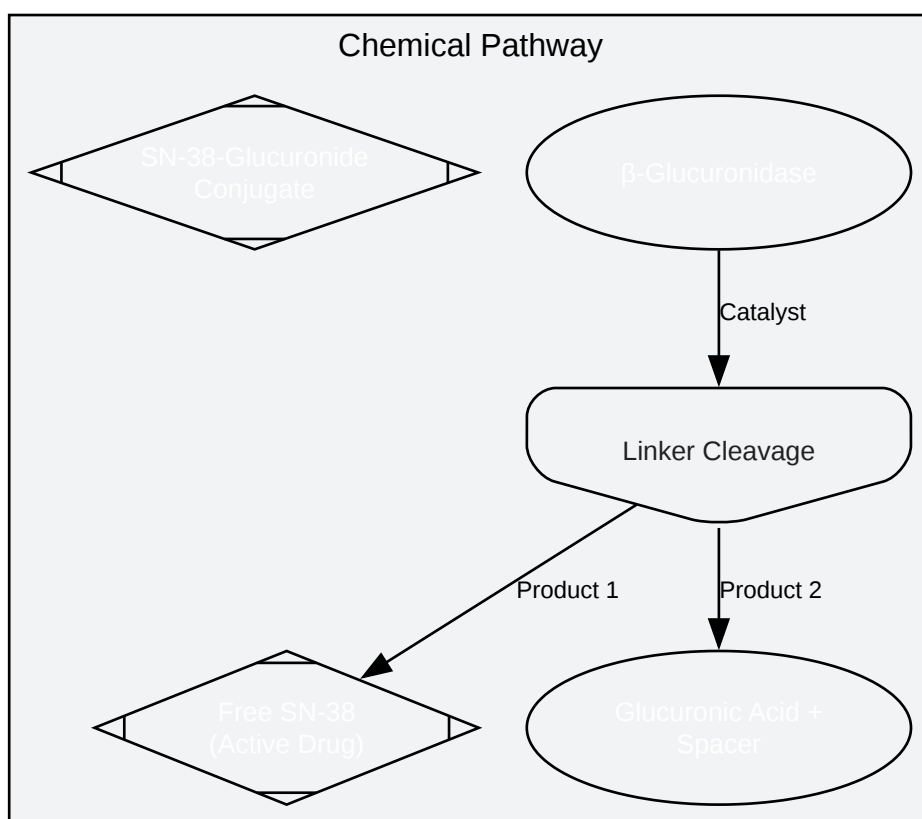 Chemical Pathway
SN-38-Glucuronide
Conjugate
β-Glucuronidase
Catalyst
Linker Cleavage
Product 1
Product 2
Free SN-38
(Active Drug)
Glucuronic Acid +
Spacer